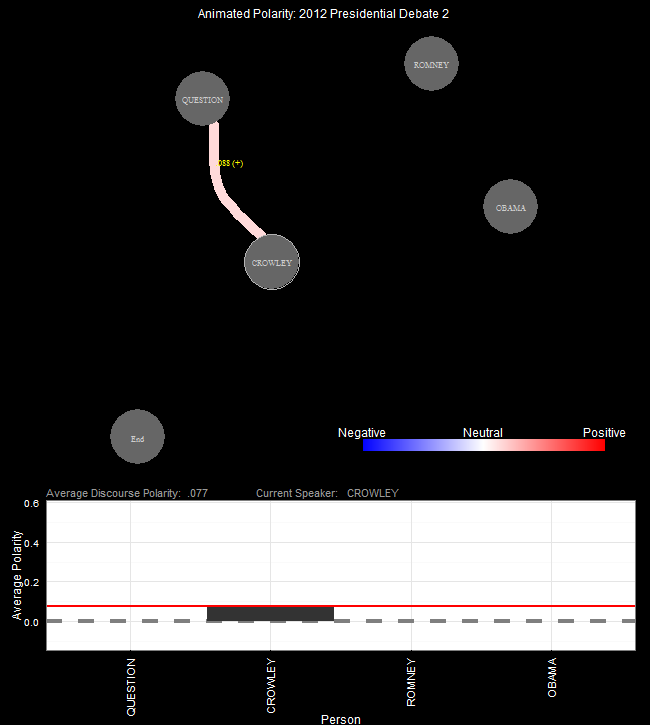 Animated Polarity: 2012 Presidential Debate 2
ROMNEY
QUESTION
(+)
OBAMA
CROWLEY
End
Negative Neutral Positive
Average Discourse Polarity: .077 Current Speaker: CROWLEY
Average Polarity
0.6
0.4
0.2
0.0
QUESTION
CROWLEY
ROMNEY
OBAMA
Person